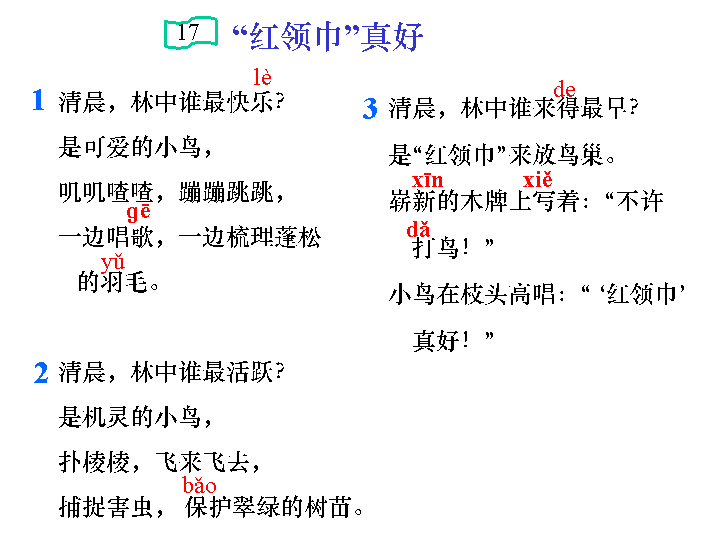 17 “红领巾”真好
lè
1 清晨，林中谁最快乐？
是可爱的小鸟，
叽叽喳喳，蹦蹦跳跳，
gē
一边唱歌，一边梳理蓬松
yǔ
的羽毛。
2 清晨，林中谁最活跃？
是机灵的小鸟，
扑棱棱，飞来飞去，
bǎo
捕捉害虫， 保护翠绿的树苗。
de
3 清晨，林中谁来得最早？
是“红领巾”来放鸟巢。
xīn xiě
崭新的木牌上写着：“不许
dǎ
打鸟！”
小鸟在枝头高唱：“ ‘红领巾’
真好！”